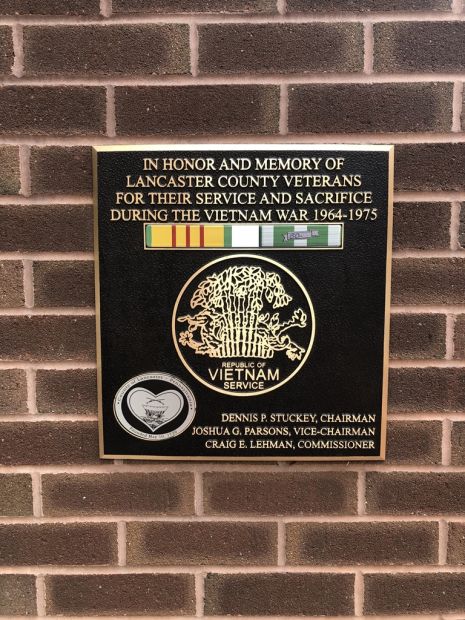 IN HONOR AND MEMORY OF
LANCASTER COUNTY VETERANS
FOR THEIR SERVICE AND SACRIFICE
DURING THE VIETNAM WAR 1964-1975
REPUBLIC OF
VIETNAM
SERVICE
DENNIS P. STUCKEY, CHAIRMAN
JOSHUA G. PARSONS, VICE-CHAIRMAN
CRAIG E. LEHMAN, COMMISSIONER